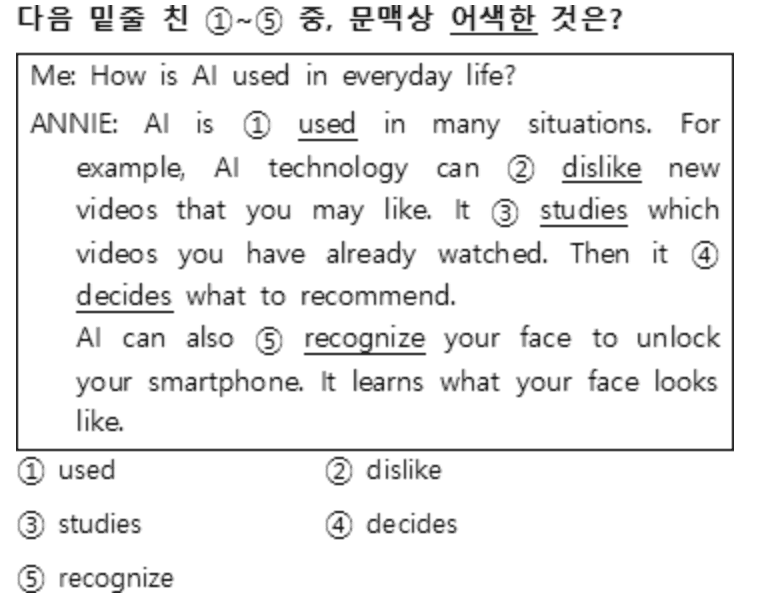 다음 밑줄 친 ①~⑤ 중, 문맥상 어색한 것은?
Me: How is AI used in everyday life?
ANNIE: AI is ① used in many situations. For
example, AI technology can ② dislike new
videos that you may like. It ③ studies which
videos you have already watched. Then it ④
decides what to recommend.
AI can also ⑤ recognize your face to unlock
your smartphone. It learns what your face looks
like.
① used ② dislike
③ studies ④ decides
⑤ recognize